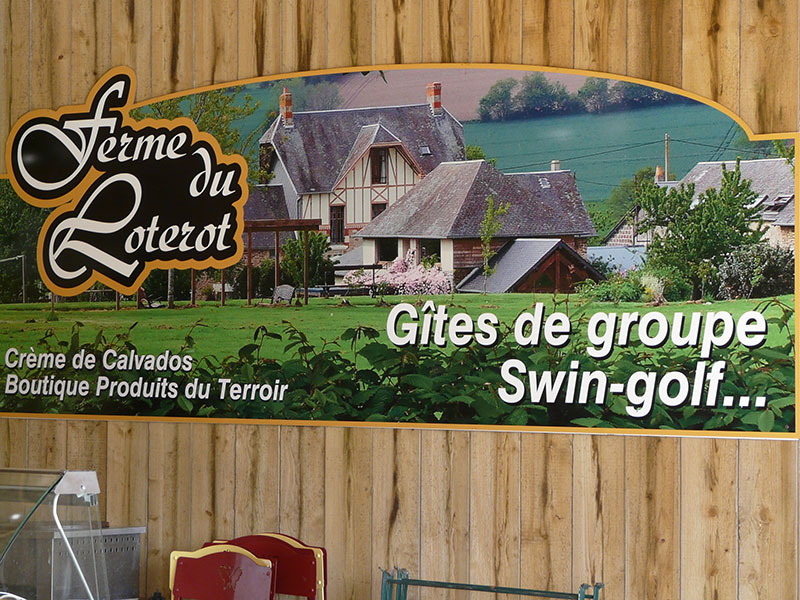 Ferme
du
Loterot
Gîtes de groupe
Swin-golf...
Crème de Calvados
Boutique Produits du Terroir